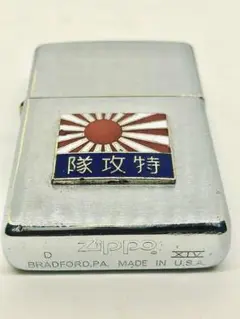 隊攻特
D Zippo XIV
BRADFORD,PA. MADE IN U.S.A.